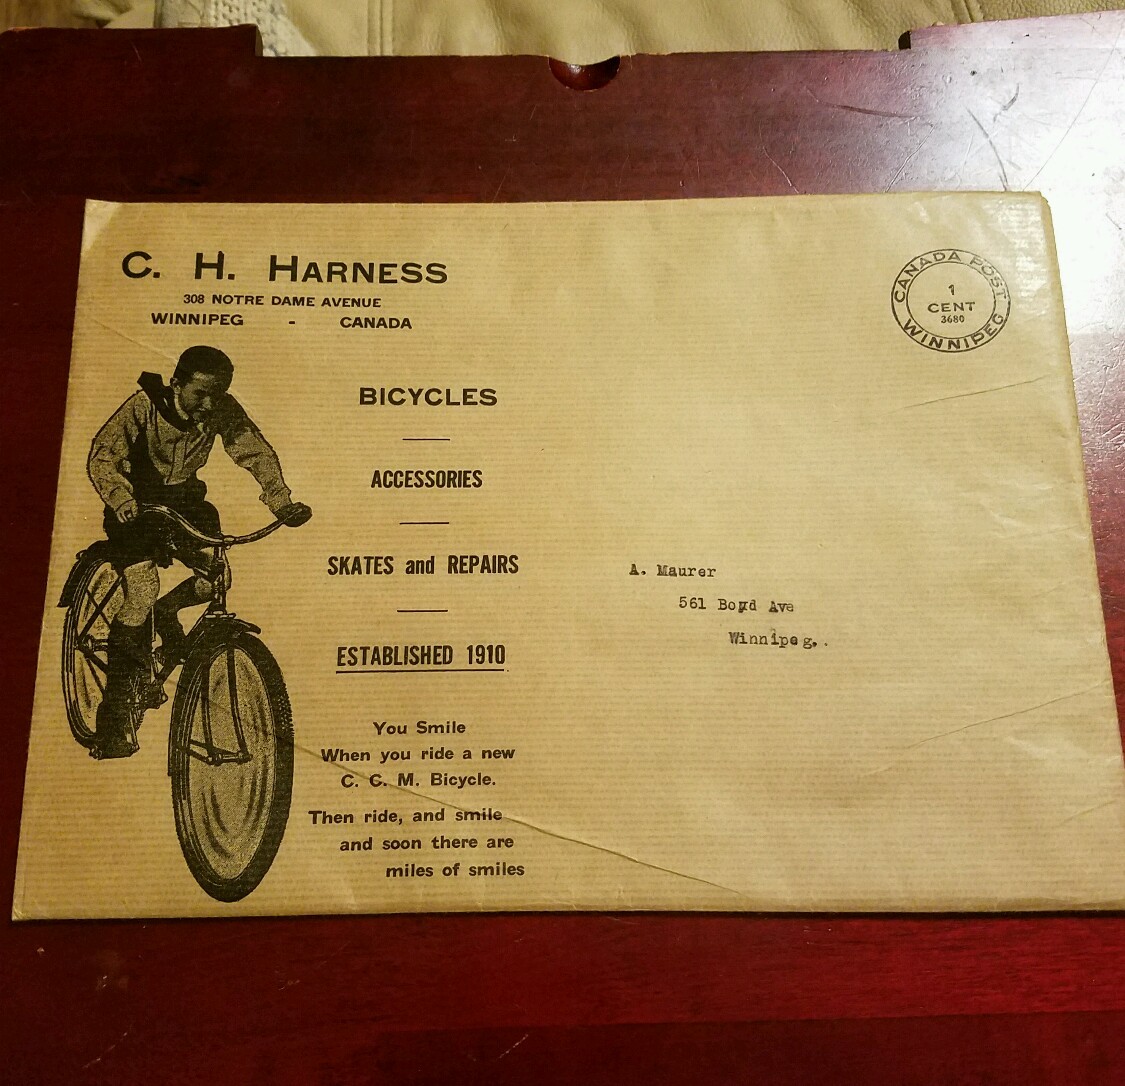 C. H. HARNESS
308 NOTRE DAME AVENUE
WINNIPEG - CANADA
CANADA POST
1
CENT
3680
WINNIPEG
BICYCLES
ACCESSORIES
SKATES and REPAIRS
ESTABLISHED 1910
You Smile
When you ride a new
C. C. M. Bicycle.
Then ride, and smile
and soon there are
miles of smiles
A. Maurer
561 Boyd Ave
Winnipeg,.